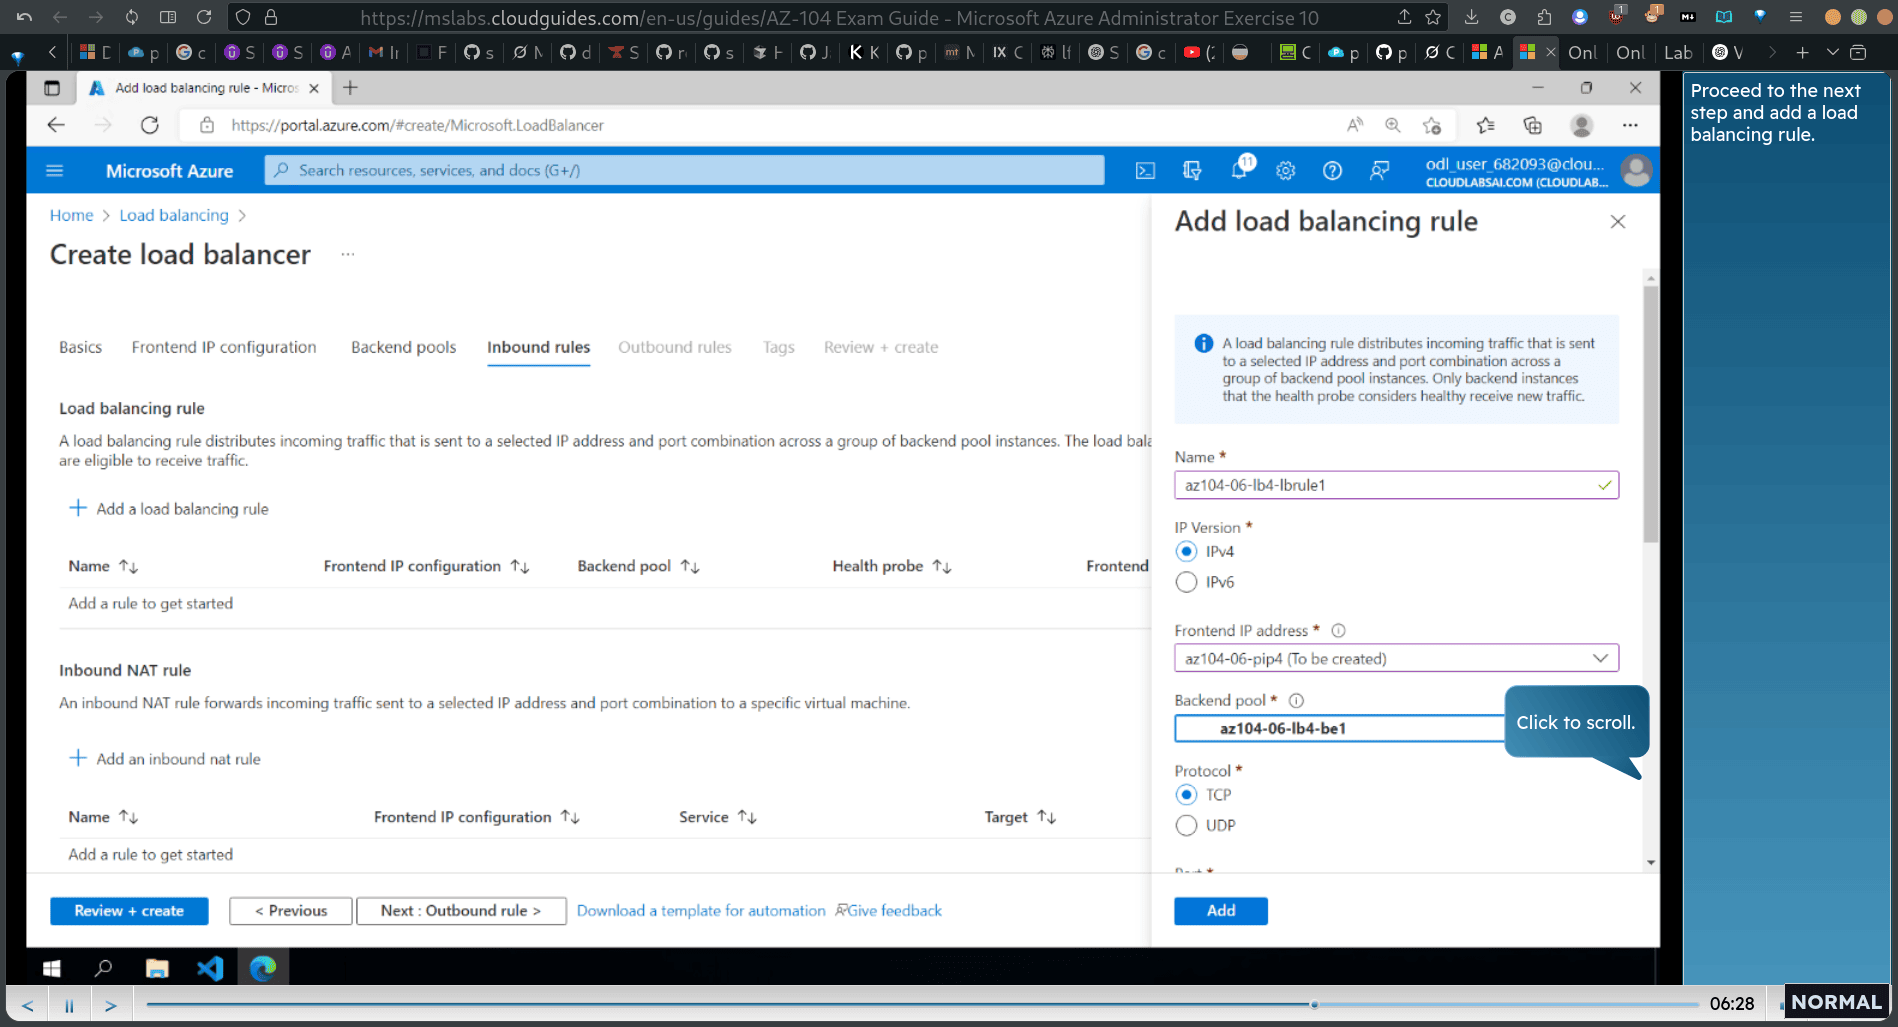 https://mslabs.cloudguides.com/en-us/guides/AZ-104 Exam Guide - Microsoft Azure Administrator Exercise 10
Onl
Onl
Lab
Add load balancing rule - Micros
https://portal.azure.com/#create/Microsoft.LoadBalancer
Microsoft Azure
Search resources, services, and docs (G+/)
11
odl_user_682093@clou...
CLOUDLABSAI.COM (CLOUDLAB...
Home > Load balancing >
Create load balancer ...
Basics
Frontend IP configuration
Backend pools
Inbound rules
Outbound rules
Tags
Review + create
Load balancing rule
A load balancing rule distributes incoming traffic that is sent to a selected IP address and port combination across a group of backend pool instances. The load bala
are eligible to receive traffic.
+ Add a load balancing rule
Name ↑↓
Frontend IP configuration ↑↓
Backend pool ↑↓
Health probe ↑↓
Frontend
Add a rule to get started
Inbound NAT rule
An inbound NAT rule forwards incoming traffic sent to a selected IP address and port combination to a specific virtual machine.
+ Add an inbound nat rule
Name ↑↓
Frontend IP configuration ↑↓
Service ↑↓
Target ↑↓
Add a rule to get started
Review + create
< Previous
Next : Outbound rule >
Download a template for automation
Give feedback
Add load balancing rule
A load balancing rule distributes incoming traffic that is sent
to a selected IP address and port combination across a
group of backend pool instances. Only backend instances
that the health probe considers healthy receive new traffic.
Name *
az104-06-lb4-lbrule1
IP Version *
IPv4
IPv6
Frontend IP address *
az104-06-pip4 (To be created)
Backend pool *
az104-06-lb4-be1
Click to scroll.
Protocol *
TCP
UDP
Port *
Add
Proceed to the next
step and add a load
balancing rule.
06:28
NORMAL